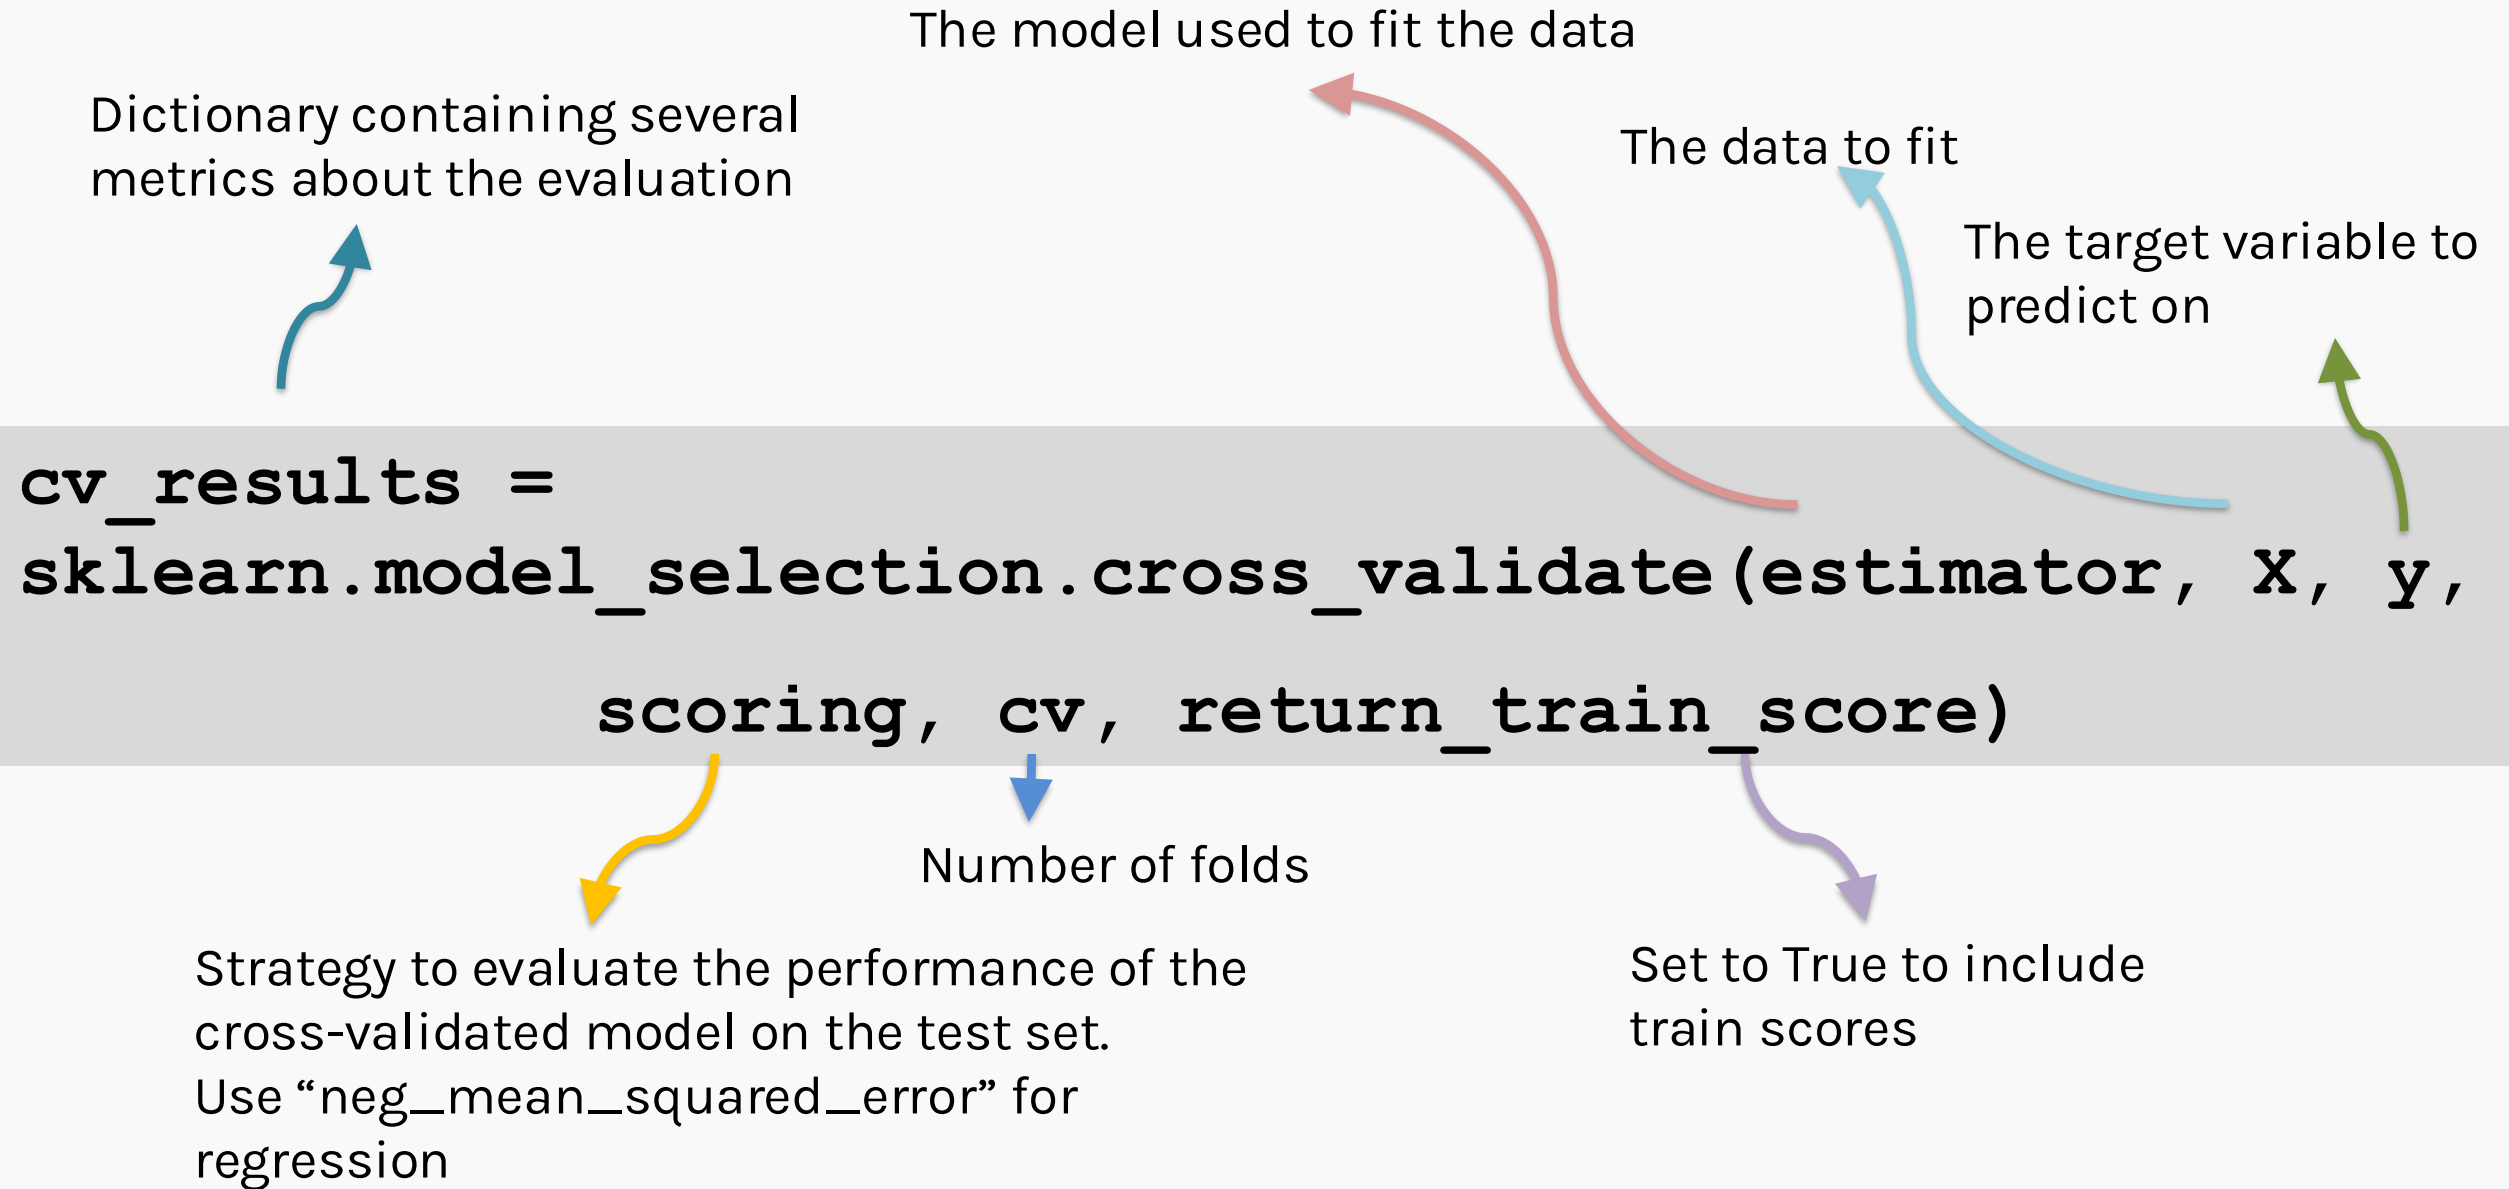 The model used to fit the data
Dictionary containing several
metrics about the evaluation
The data to fit
The target variable to
predict on
cv_results =
sklearn.model_selection.cross_validate(estimator, x, y,
scoring, cv, return_train_score)
Number of folds
Strategy to evaluate the performance of the
cross-validated model on the test set.
Use “neg_mean_squared_error” for
regression
Set to True to include
train scores